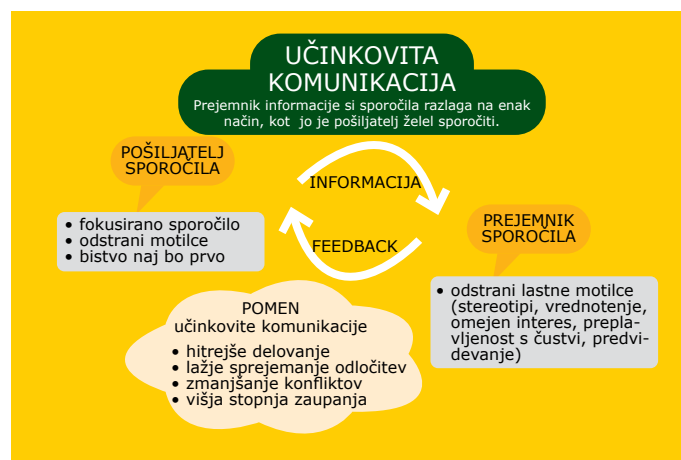 UČINKOVITA
KOMUNIKACIJA
Prejemnik informacije si sporočila razlaga na enak
način, kot jo je pošiljatelj želel sporočiti.
POŠILJATELJ
SPOROČILA
• fokusirano sporočilo
• odstrani motilce
• bistvo naj bo prvo
INFORMACIJA
FEEDBACK
PREJEMNIK
SPOROČILA
• odstrani lastne motilce
(stereotipi, vrednotenje,
omejen interes, prepla-
vljenost s čustvi, predvi-
devanje)
POMEN
učinkovite komunikacije
• hitrejše delovanje
• lažje sprejemanje odločitev
• zmanjšanje konfliktov
• višja stopnja zaupanja